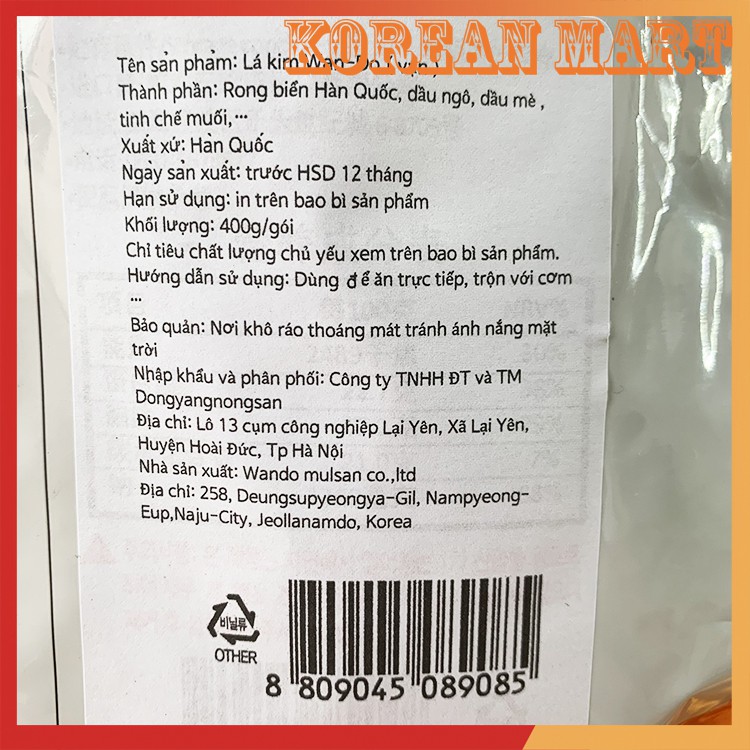 KOREAN MART
Tên sản phẩm: Lá kim Wan-Do
Thành phần: Rong biển Hàn Quốc, dầu ngô, dầu mè ,
tinh chế muối,...
Xuất xứ: Hàn Quốc
Ngày sản xuất: trước HSD 12 tháng
Hạn sử dụng: in trên bao bì sản phẩm
Khối lượng: 400g/gói
Chỉ tiêu chất lượng chủ yếu xem trên bao bì sản phẩm.
Hướng dẫn sử dụng: Dùng để ăn trực tiếp, trộn với cơm
...
Bảo quản: Nơi khô ráo thoáng mát tránh ánh nắng mặt
trời
Nhập khẩu và phân phối: Công ty TNHH ĐT và TM
Dongyangnongsan
Địa chỉ: Lô 13 cụm công nghiệp Lại Yên, Xã Lại Yên,
Huyện Hoài Đức, Tp Hà Nội
Nhà sản xuất: Wando mulsan co.,ltd
Địa chỉ: 258, Deungsupyeongya-Gil, Nampyeong-
Eup,Naju-City, Jeollanamdo, Korea
비닐류
OTHER
8 809045 089085